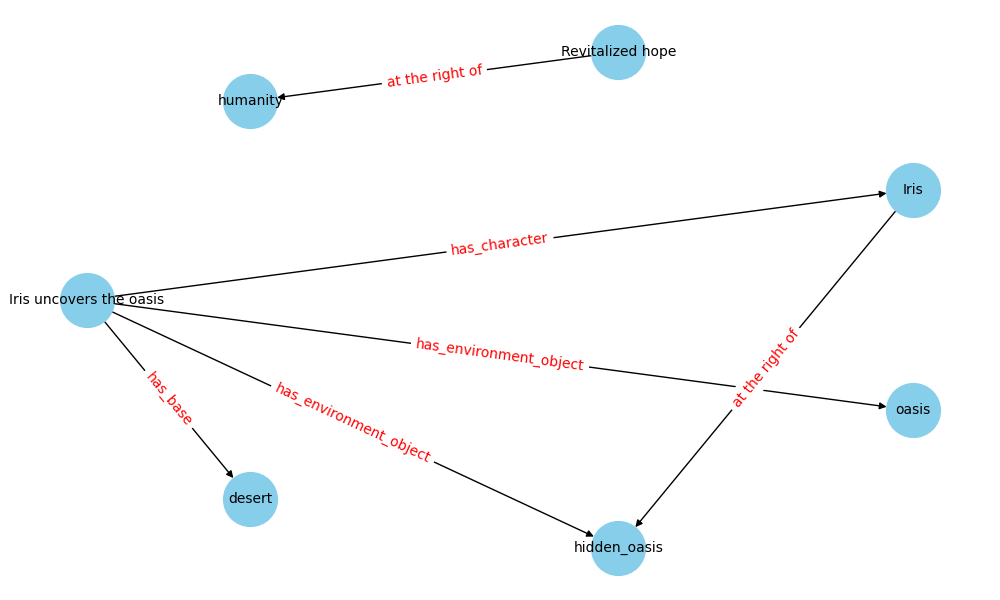 Revitalized hope
at the right of
humanity
Iris
has_character
Iris uncovers the oasis
has_environment_object
at the right of
has_base
has_environment_object
oasis
desert
hidden_oasis